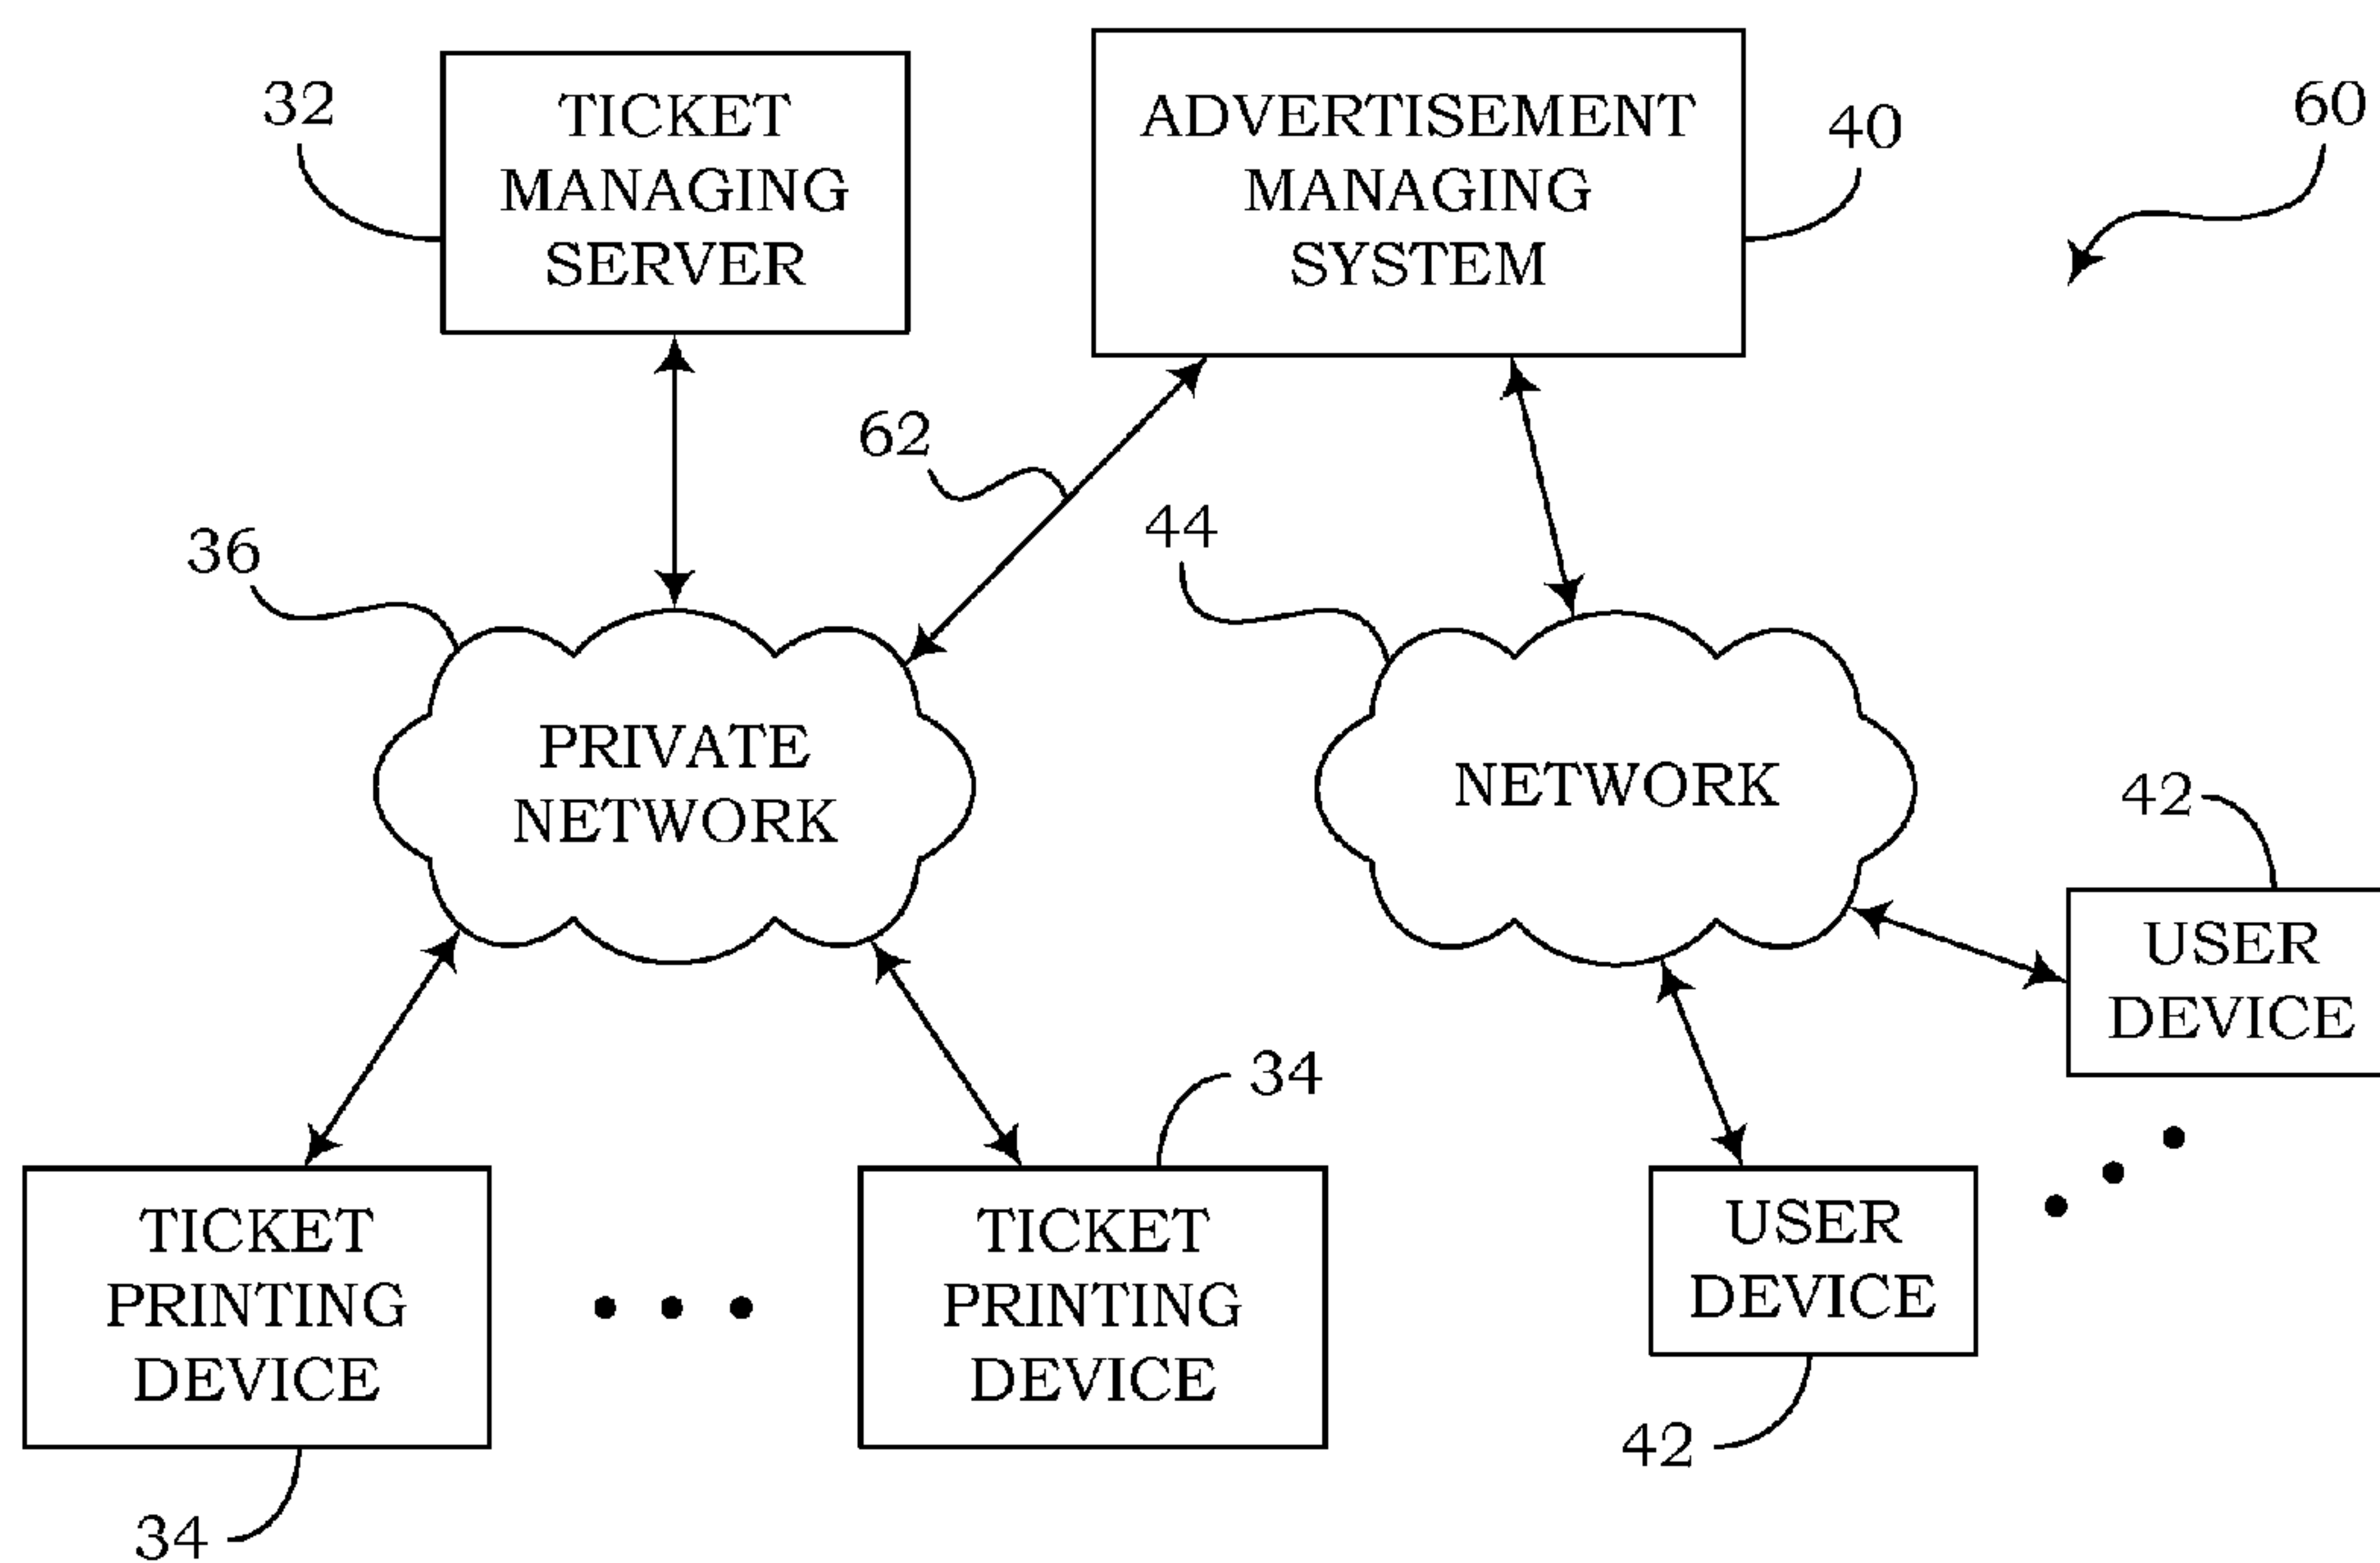 32
TICKET
MANAGING
SERVER
ADVERTISEMENT
MANAGING
SYSTEM
40
60
62
36
44
PRIVATE
NETWORK
NETWORK
42
USER
DEVICE
34
TICKET
PRINTING
DEVICE
TICKET
PRINTING
DEVICE
USER
DEVICE
42
34